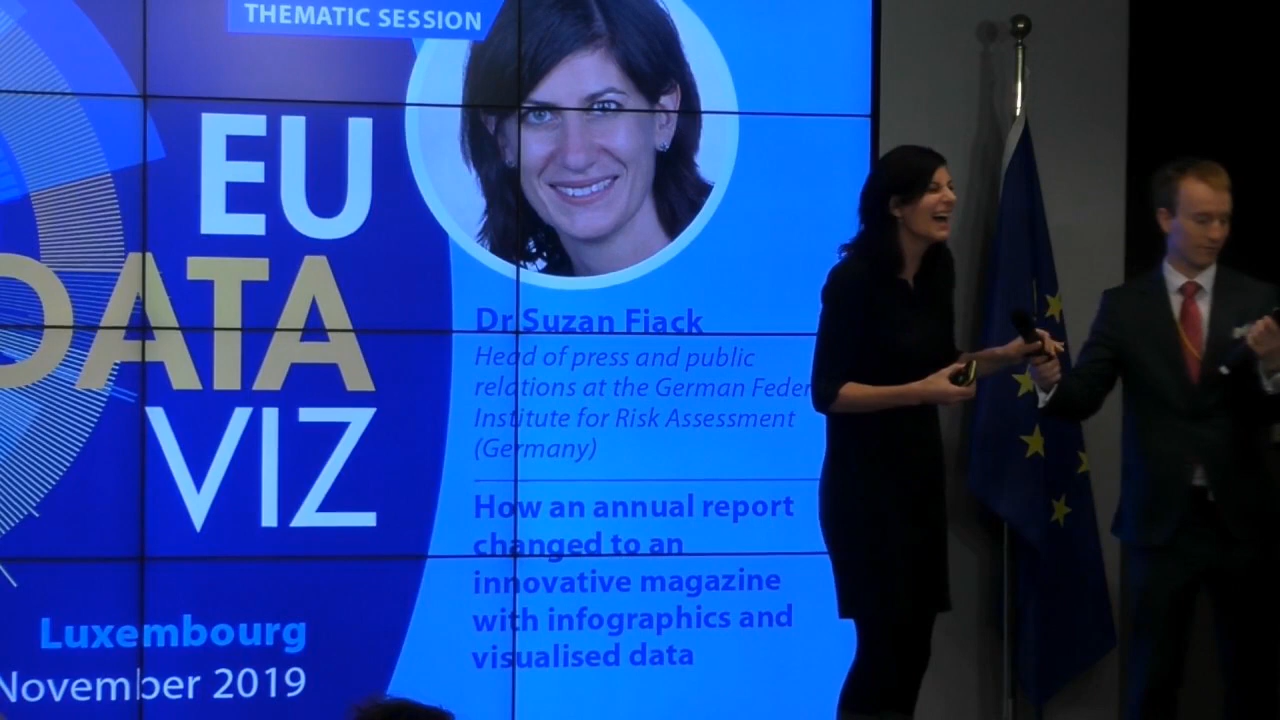 THEMATIC SESSION
EU
DATA
VIZ
Luxembourg
November 2019
Dr Suzan Fiack
Head of press and public
relations at the German Feder
Institute for Risk Assessment
(Germany)
How an annual report
changed to an
innovative magazine
with infographics and
visualised data